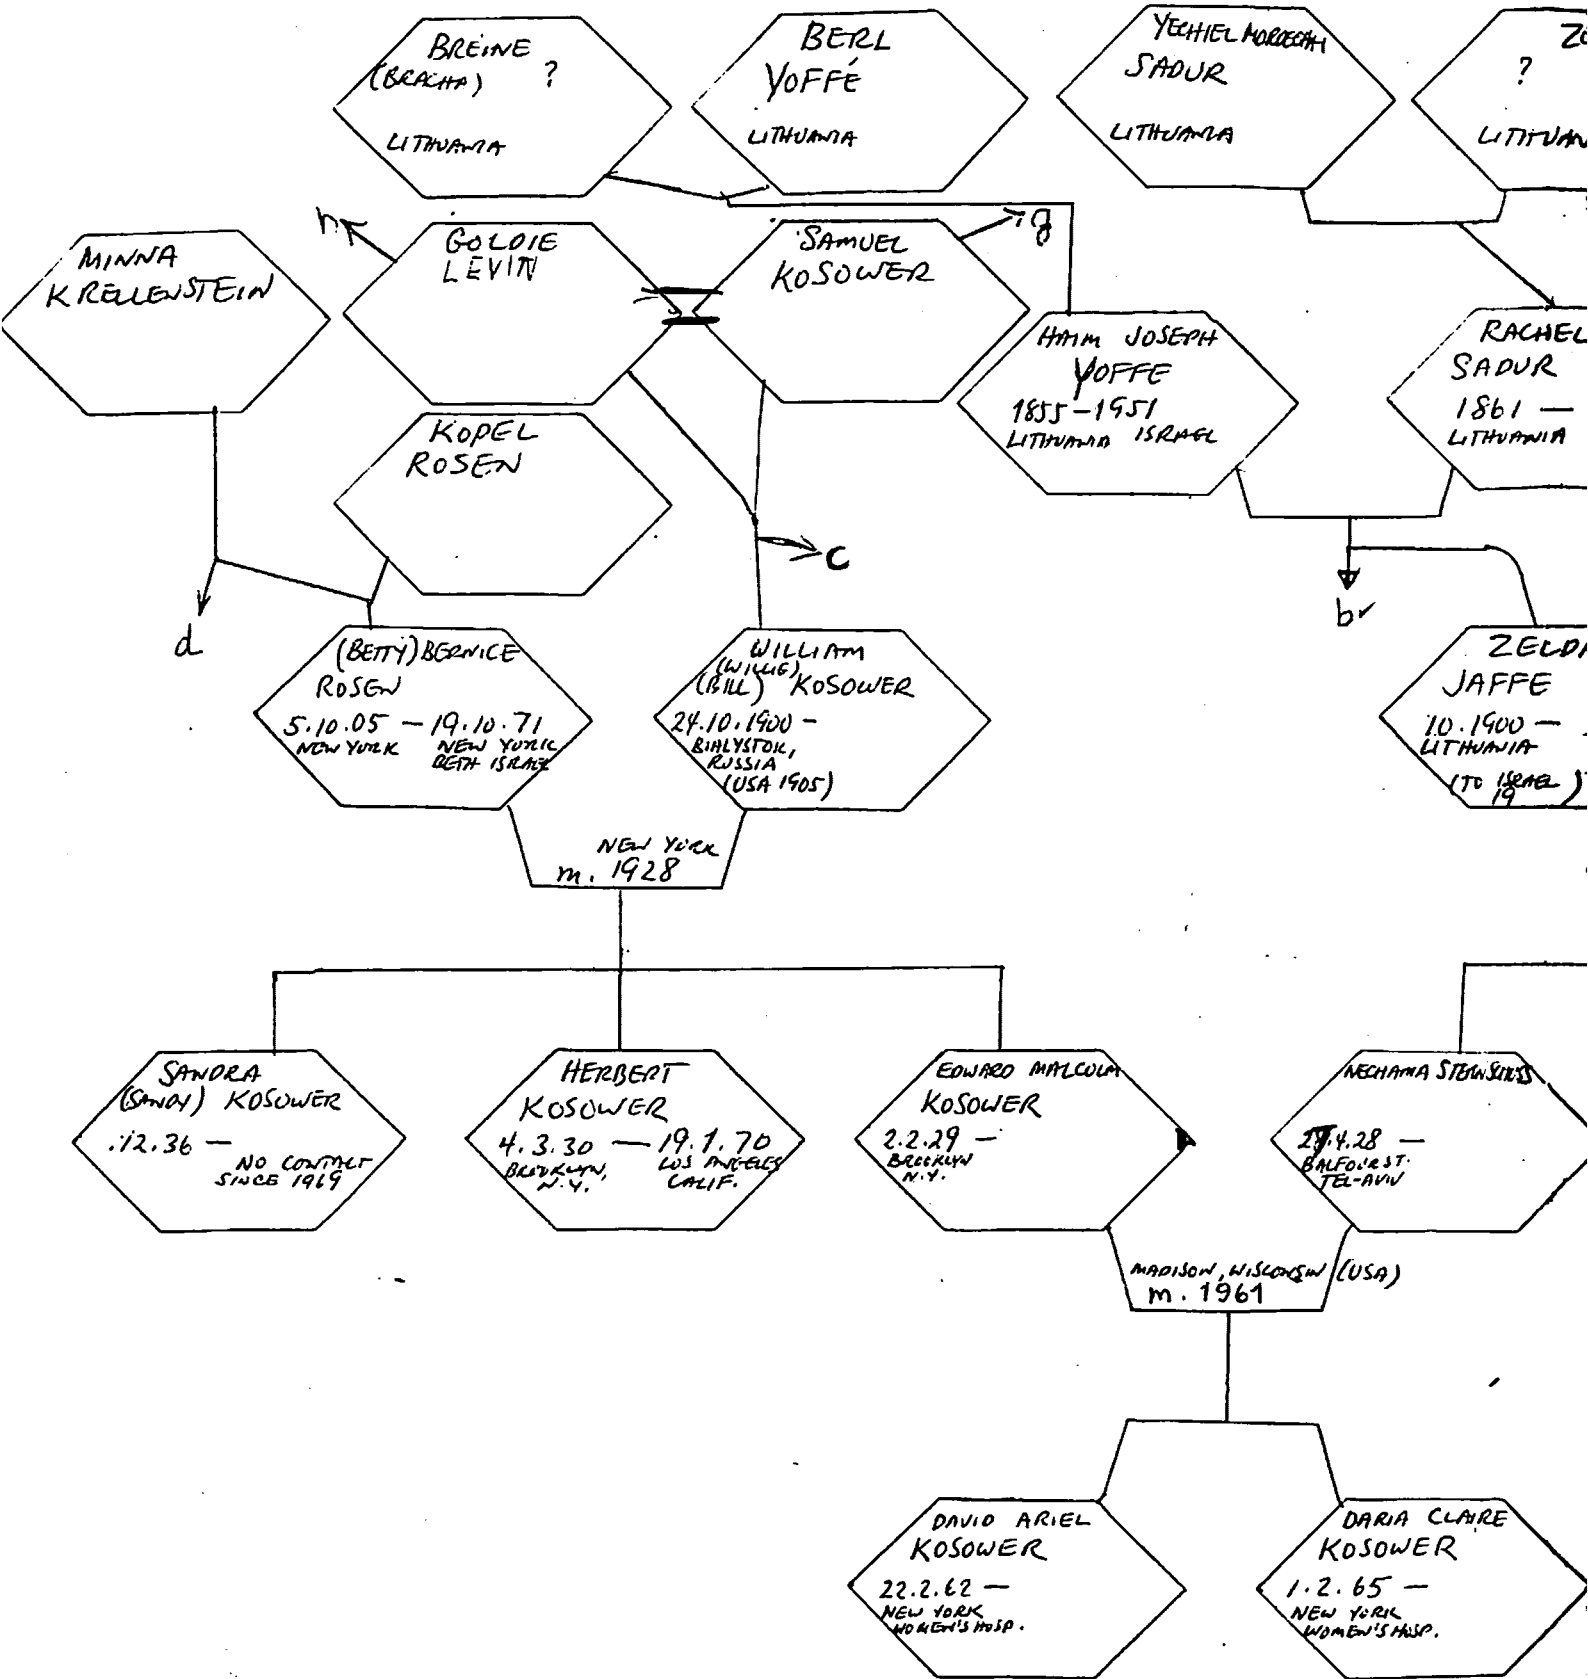 BREINE
(BRACHA) ?
LITHUANIA
BERL
YOFFÉ
LITHUANIA
YECHIEL MORDECHAI
SADUR
LITHUANIA
?
h
GOLDIE
LEVIN
SAMUEL
KOSOWER
g
MINNA
KRELLENSTEIN
HAIM JOSEPH
YOFFE
1855-1951
LITHUANIA ISRAEL
RACHEL
SADUR
1861 —
LITHUANIA
KOPEL
ROSEN
c
d
b
(BETTY) BERNICE
ROSEN
5.10.05 — 19.10.71
NEW YORK NEW YORK
BETH ISRAEL
WILLIAM
(WILLIE)
(BILL) KOSOWER
24.10.1900 -
BIALYSTOK,
RUSSIA
(USA 1905)
ZELDA
JAFFE
10.1900 —
LITHUANIA
(TO ISRAEL )
19
NEW YORK
m. 1928
SANDRA
(SANDY) KOSOWER
.12.36 —
NO CONTACT
SINCE 1969
HERBERT
KOSOWER
4.3.30 — 19.1.70
BROOKLYN, LOS ANGELES
N.Y. CALIF.
EDWARD MALCOLM
KOSOWER
2.2.29 -
BROOKLYN
N.Y.
NECHAMA
.4.28 —
BALFOUR ST.
TEL-AVIV
MADISON, WISCONSIN (USA)
m. 1961
DAVID ARIEL
KOSOWER
22.2.62 —
NEW YORK
WOMEN'S HOSP.
DARIA CLAIRE
KOSOWER
1.2.65 —
NEW YORK
WOMEN'S HOSP.